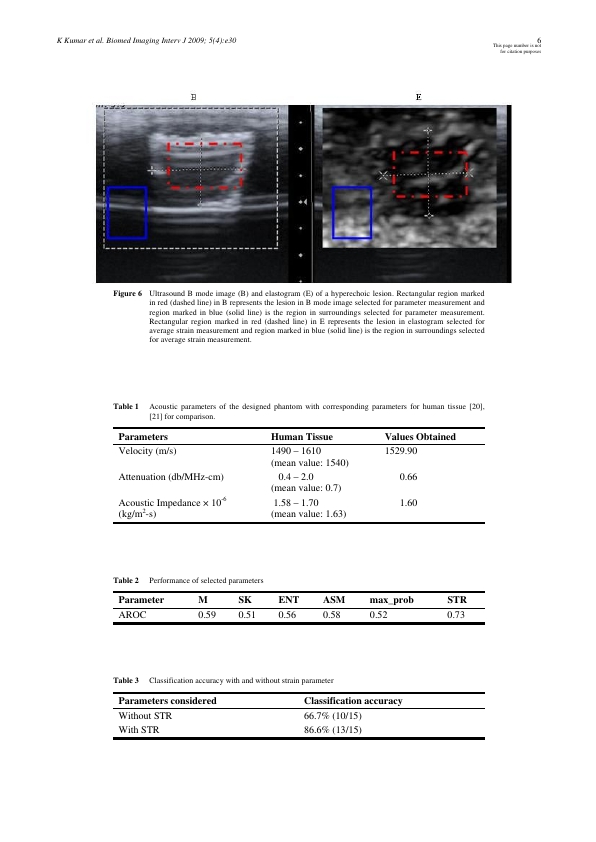 K Kumar et al. Biomed Imaging Interv J 2009; 5(4):e30
6
This page number is not
for citation purposes
B
E
Figure 6 Ultrasound B mode image (B) and elastogram (E) of a hyperechoic lesion. Rectangular region marked
in red (dashed line) in B represents the lesion in B mode image selected for parameter measurement and
region marked in blue (solid line) is the region in surroundings selected for parameter measurement.
Rectangular region marked in red (dashed line) in E represents the lesion in elastogram selected for
average strain measurement and region marked in blue (solid line) is the region in surroundings selected
for average strain measurement.
Table 1 Acoustic parameters of the designed phantom with corresponding parameters for human tissue [20],
[21] for comparison.
Parameters Human Tissue Values Obtained
Velocity (m/s) 1490 – 1610 1529.90
(mean value: 1540)
Attenuation (db/MHz-cm) 0.4 – 2.0 0.66
(mean value: 0.7)
Acoustic Impedance × 10-6 1.58 – 1.70 1.60
(kg/m2-s) (mean value: 1.63)
Table 2 Performance of selected parameters
Parameter M SK ENT ASM max_prob STR
AROC 0.59 0.51 0.56 0.58 0.52 0.73
Table 3 Classification accuracy with and without strain parameter
Parameters considered Classification accuracy
Without STR 66.7% (10/15)
With STR 86.6% (13/15)